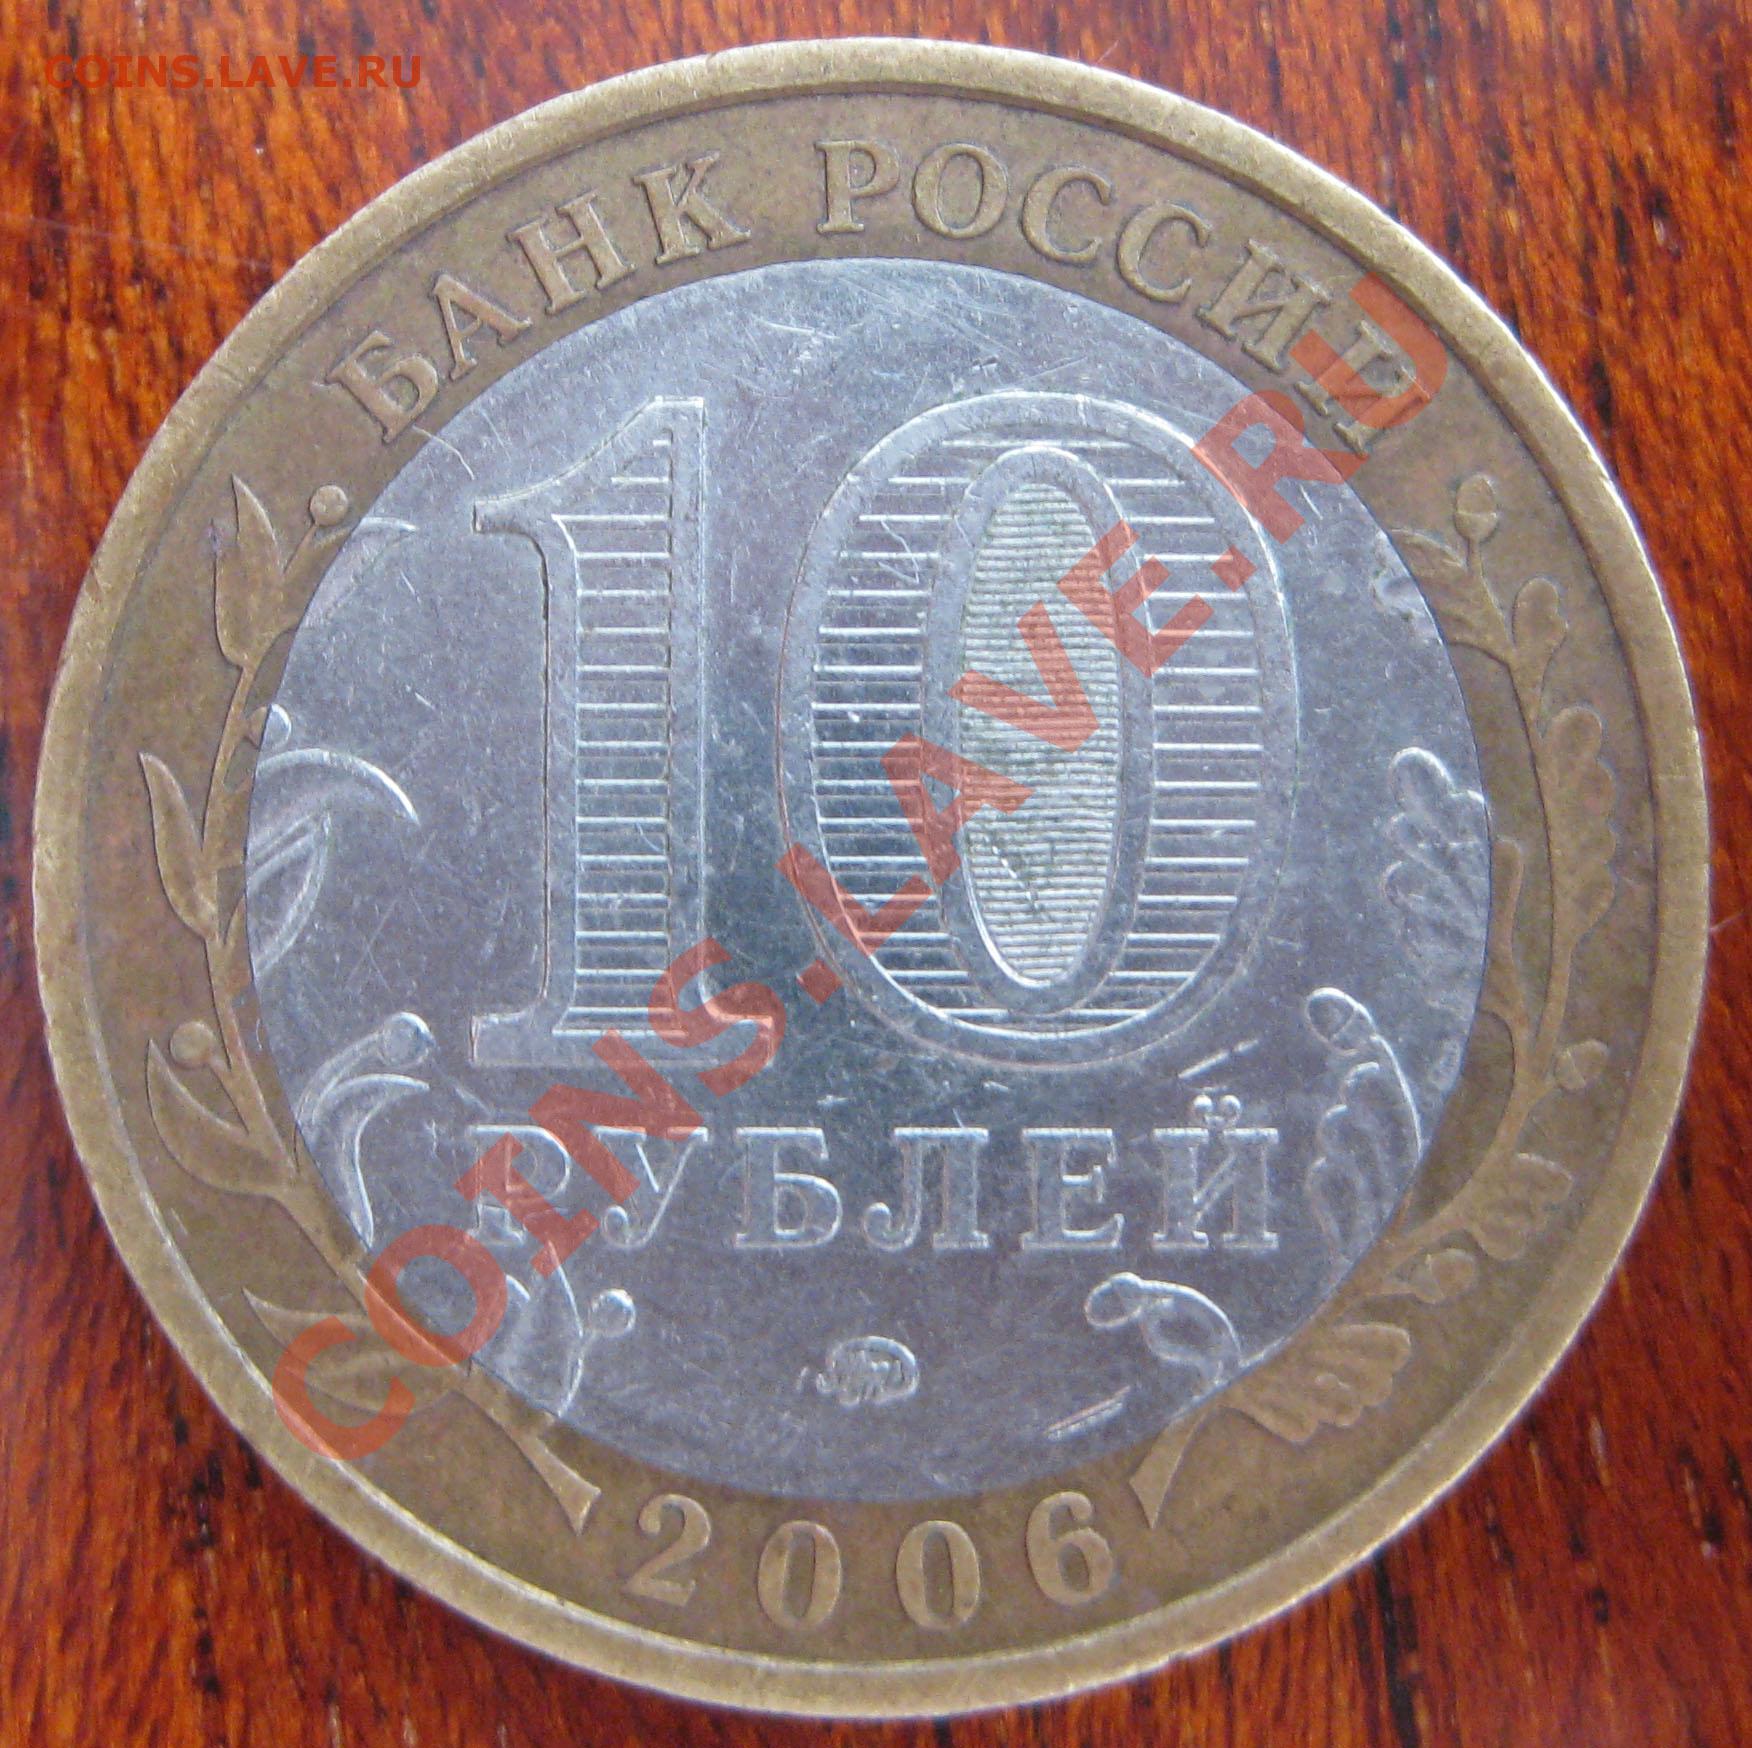 COINS.LAVE.RU
БАНК РОССИИ
10
РУБЛЕЙ
2006
COINS.LAVE.RU